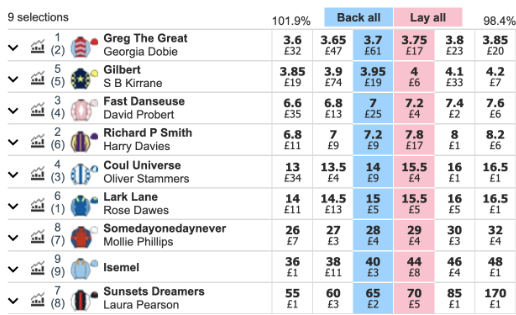 9 selections 101.9% Back all Lay all 98.4%
1 Greg The Great 3.6 3.65 3.7 3.75 3.8 3.85
(2) Georgia Dobie £32 £47 £61 £17 £23 £20
5 Gilbert 3.85 3.9 3.95 4 4.1 4.2
(5) S B Kirrane £19 £74 £19 £6 £33 £7
3 Fast Danseuse 6.6 6.8 7 7.2 7.4 7.6
(4) David Probert £35 £13 £25 £4 £2 £6
2 Richard P Smith 6.8 7 7.2 7.8 8 8.2
(6) Harry Davies £11 £9 £9 £17 £1 £6
4 Coul Universe 13 13.5 14 15.5 16 16.5
(3) Oliver Stammers £34 £4 £9 £4 £1 £1
6 Lark Lane 14 14.5 15 15.5 16 16.5
(1) Rose Dawes £11 £13 £5 £5 £5 £1
8 Somedayonedaynever 26 27 28 29 30 32
(7) Mollie Phillips £7 £3 £4 £4 £3 £4
9 Isemel 36 38 40 44 46 48
(9) £1 £11 £3 £8 £4 £1
7 Sunsets Dreamers 55 60 65 70 85 170
(8) Laura Pearson £1 £3 £2 £5 £1 £1